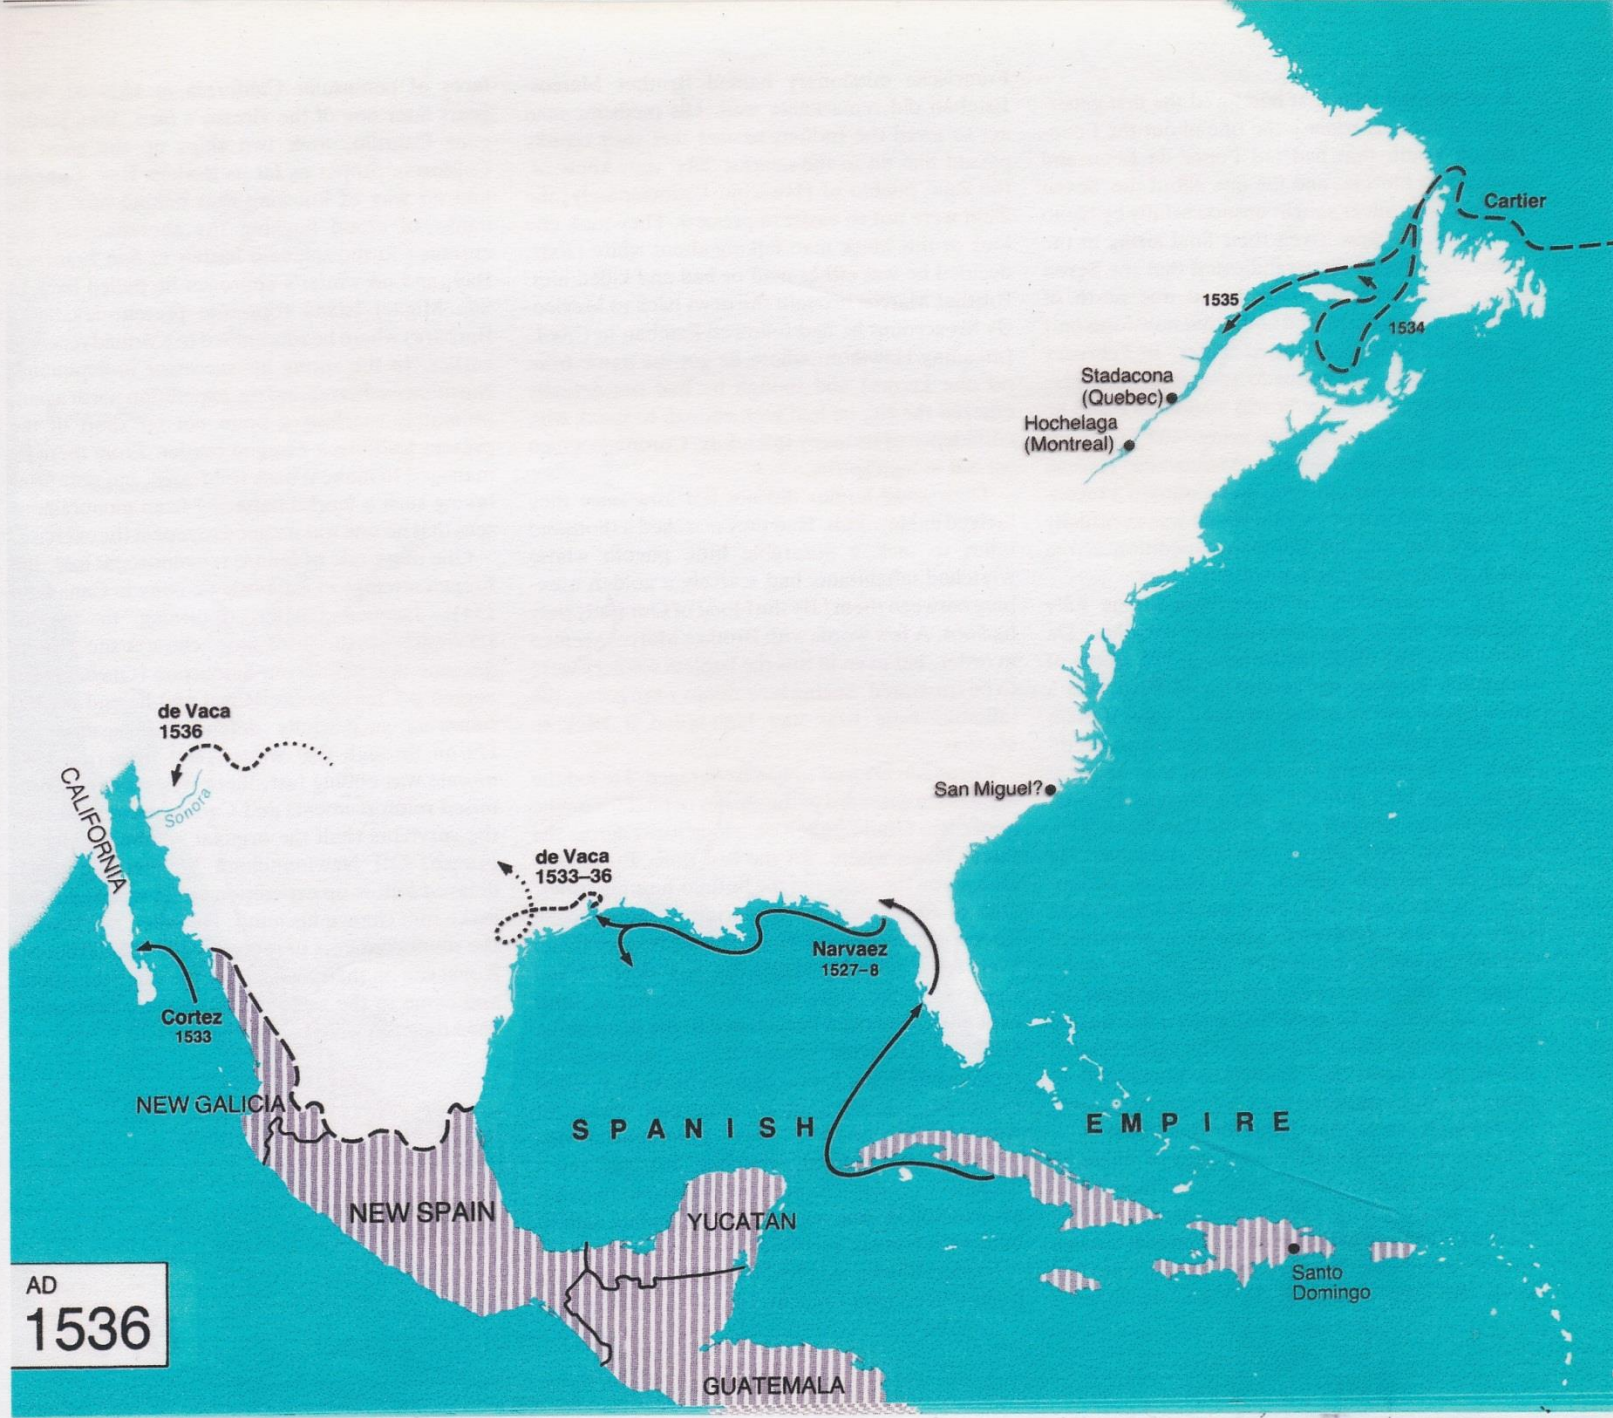 Cartier
1535
1534
Stadacona
(Quebec)
Hochelaga
(Montreal)
de Vaca
1536
CALIFORNIA
Sonora
San Miguel?
de Vaca
1533–36
Narvaez
1527–8
Cortez
1533
NEW GALICIA
SPANISH EMPIRE
NEW SPAIN
YUCATAN
Santo
Domingo
GUATEMALA
AD
1536